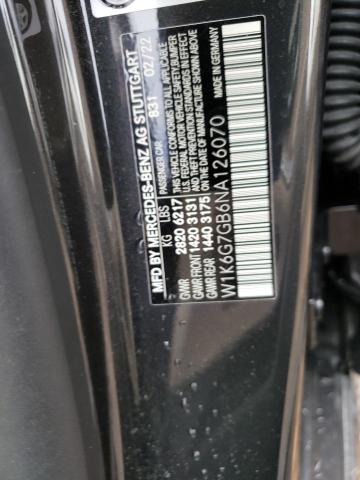 MFD. BY MERCEDES-BENZ AG STUTTGART
PASSENGER CAR 831 02/22
KG LBS
GVWR 2820 6217
GAWR FRONT 1420 3131
GAWR REAR 1440 3175
THIS VEHICLE CONFORMS TO ALL APPLICABLE
U.S. FEDERAL MOTOR VEHICLE SAFETY, BUMPER
AND THEFT PREVENTION STANDARDS IN EFFECT
ON THE DATE OF MANUFACTURE SHOWN ABOVE
MADE IN GERMANY
W1K6G7GB6NA126070